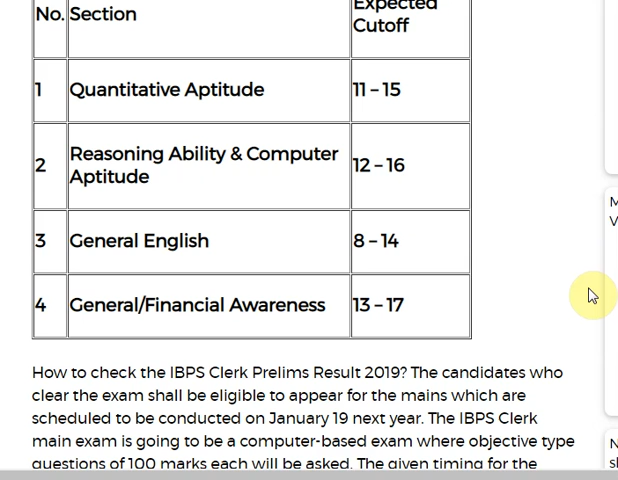 Expected
No. Section
Cutoff
1 Quantitative Aptitude 11 – 15
Reasoning Ability & Computer
2 12 – 16
Aptitude
3 General English 8 – 14
4 General/Financial Awareness 13 – 17
How to check the IBPS Clerk Prelims Result 2019? The candidates who
clear the exam shall be eligible to appear for the mains which are
scheduled to be conducted on January 19 next year. The IBPS Clerk
main exam is going to be a computer-based exam where objective type
questions of 100 marks each will be asked. The given timing for the